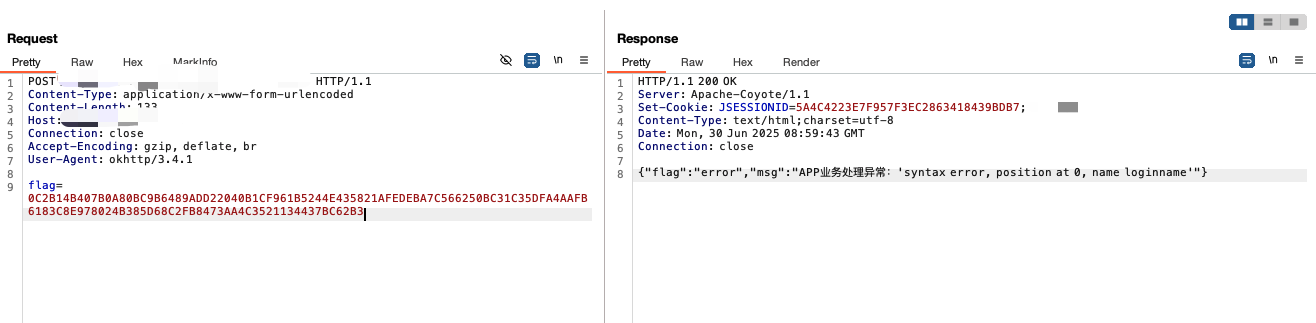 Request
Pretty Raw Hex MarkInfo \n
1 POST HTTP/1.1
2 Content-Type: application/x-www-form-urlencoded
3 Content-Length: 133
4 Host:
5 Connection: close
6 Accept-Encoding: gzip, deflate, br
7 User-Agent: okhttp/3.4.1
8
9 flag=
0C2B14B407B0A80BC9B6489ADD22040B1CF961B5244E435821AFEDEBA7C566250BC31C35DFA4AAFB
6183C8E978024B385D68C2FB8473AA4C3521134437BC62B3
Response
Pretty Raw Hex Render \n
1 HTTP/1.1 200 OK
2 Server: Apache-Coyote/1.1
3 Set-Cookie: JSESSIONID=5A4C4223E7F957F3EC2863418439BDB7;
4 Content-Type: text/html;charset=utf-8
5 Date: Mon, 30 Jun 2025 08:59:43 GMT
6 Connection: close
7
8 {"flag":"error","msg":"APP业务处理异常：'syntax error, position at 0, name loginname'"}